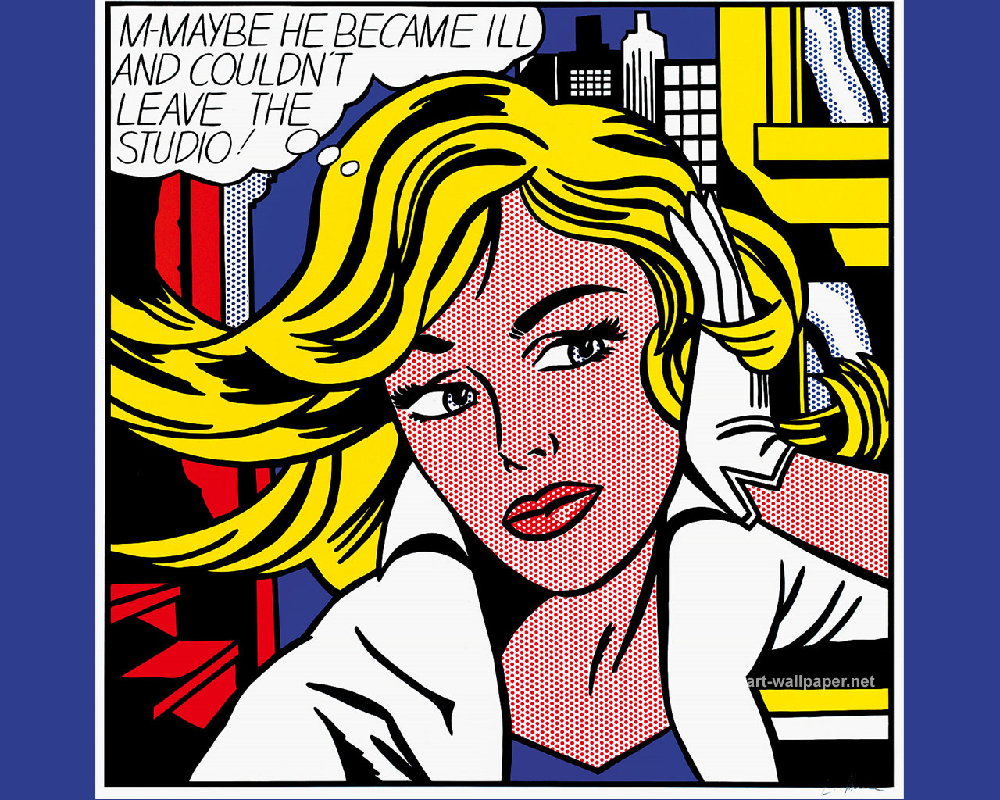 M-MAYBE HE BECAME ILL
AND COULDN'T
LEAVE THE
STUDIO!
art-wallpaper.net